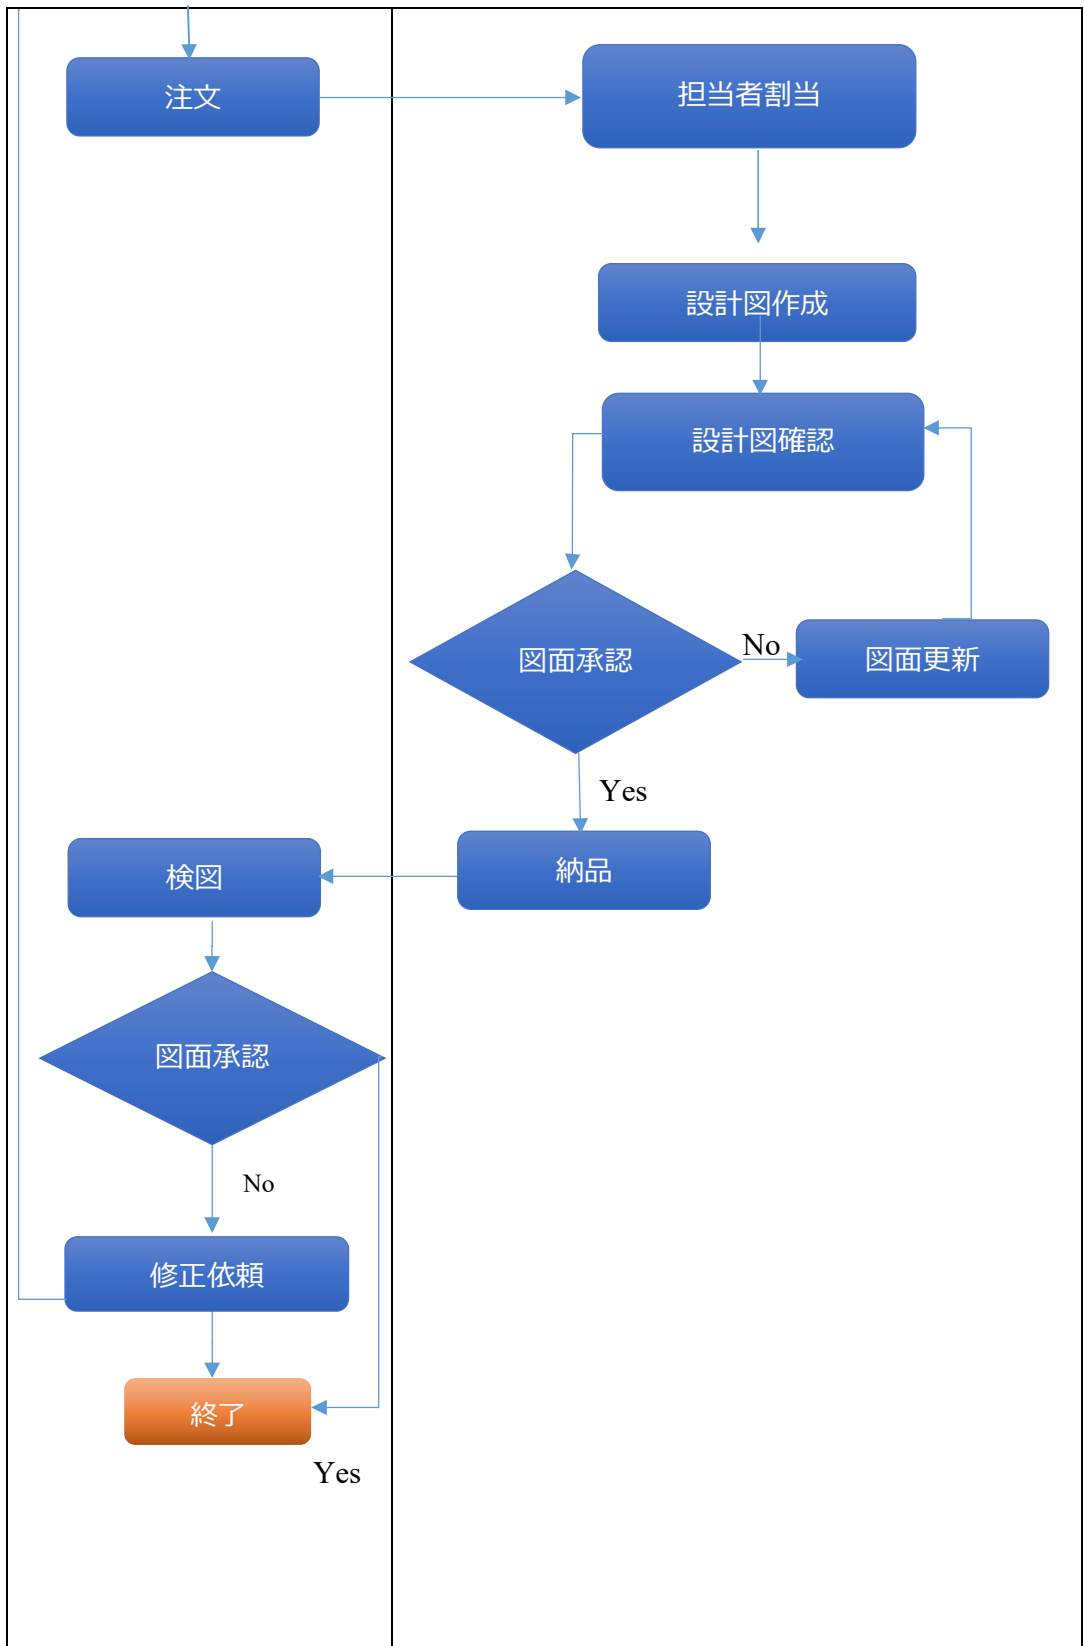 注文
担当者割当
設計図作成
設計図確認
図面承認
No
図面更新
Yes
納品
検図
図面承認
No
修正依頼
終了
Yes